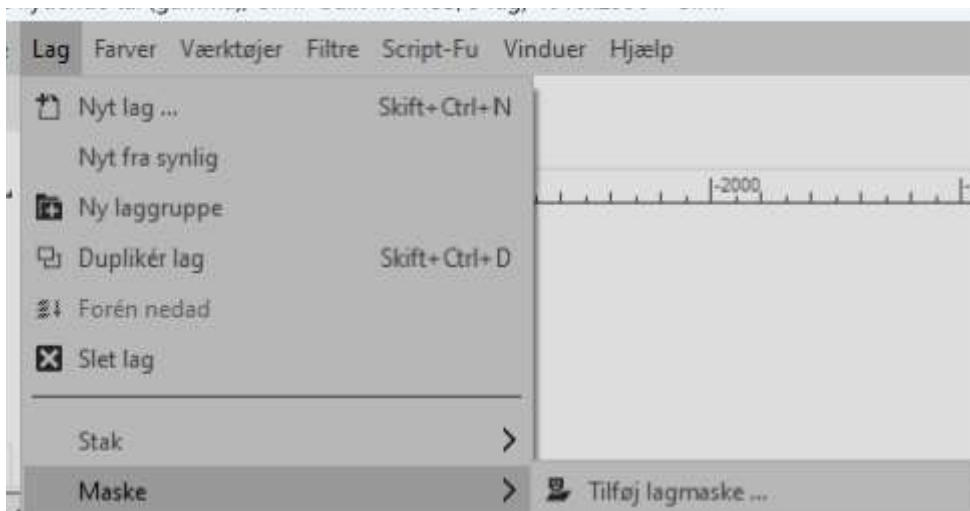 Lag Farver Værktøjer Filtre Script-Fu Vinduer Hjælp
Nyt lag ... Skift+Ctrl+N
Nyt fra synlig
-2000
Ny laggruppe
Duplikér lag Skift+Ctrl+D
Forén nedad
Slet lag
Stak
Maske
Tilføj lagmaske ...